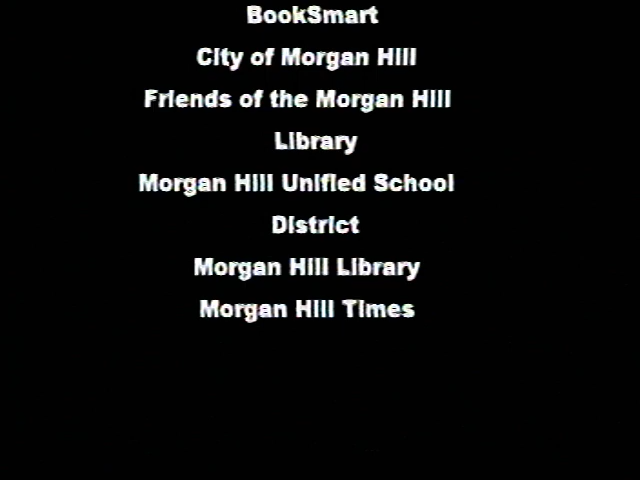 BookSmart
City of Morgan Hill
Friends of the Morgan Hill
Library
Morgan Hill Unified School
District
Morgan Hill Library
Morgan Hill Times